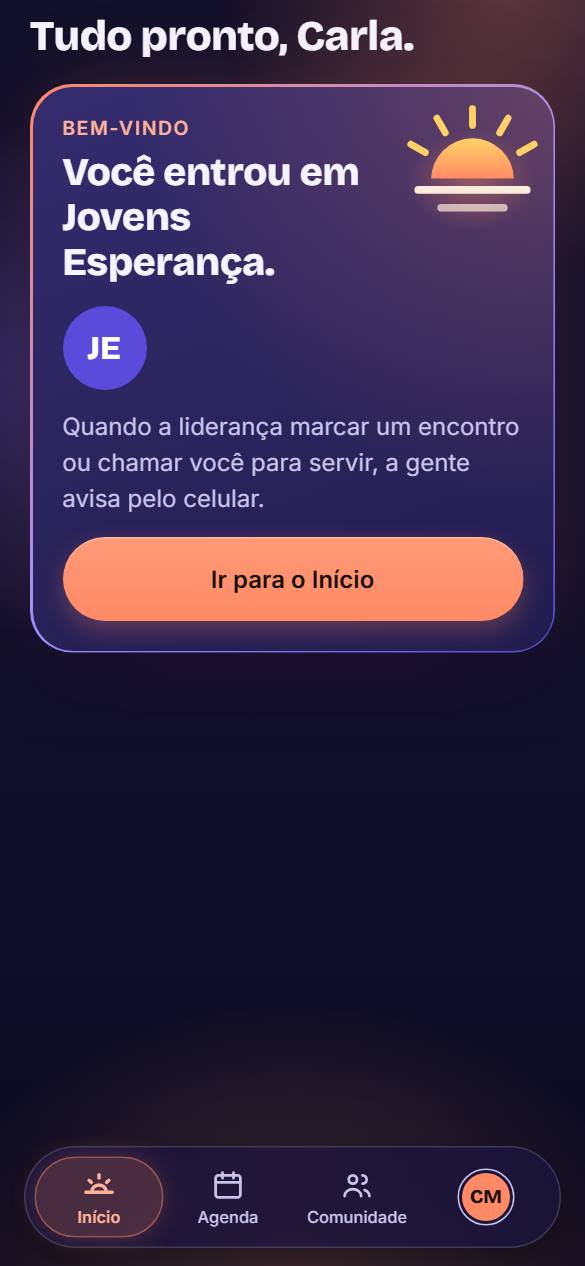 Tudo pronto, Carla.
BEM-VINDO
Você entrou em
Jovens
Esperança.
JE
Quando a liderança marcar um encontro
ou chamar você para servir, a gente
avisa pelo celular.
Ir para o Início
Início
Agenda
Comunidade
CM